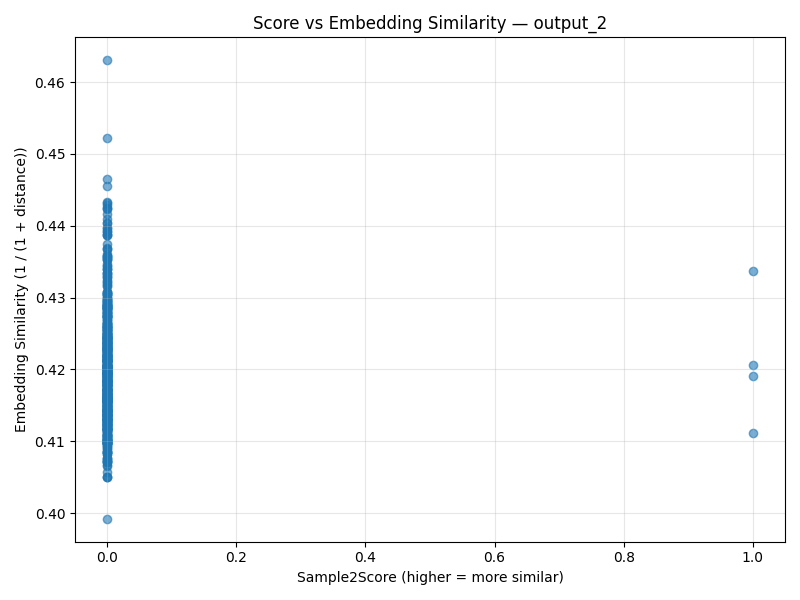 Score vs Embedding Similarity — output_2
Embedding Similarity (1 / (1 + distance))
0.46
0.45
0.44
0.43
0.42
0.41
0.40
0.0 0.2 0.4 0.6 0.8 1.0
Sample2Score (higher = more similar)